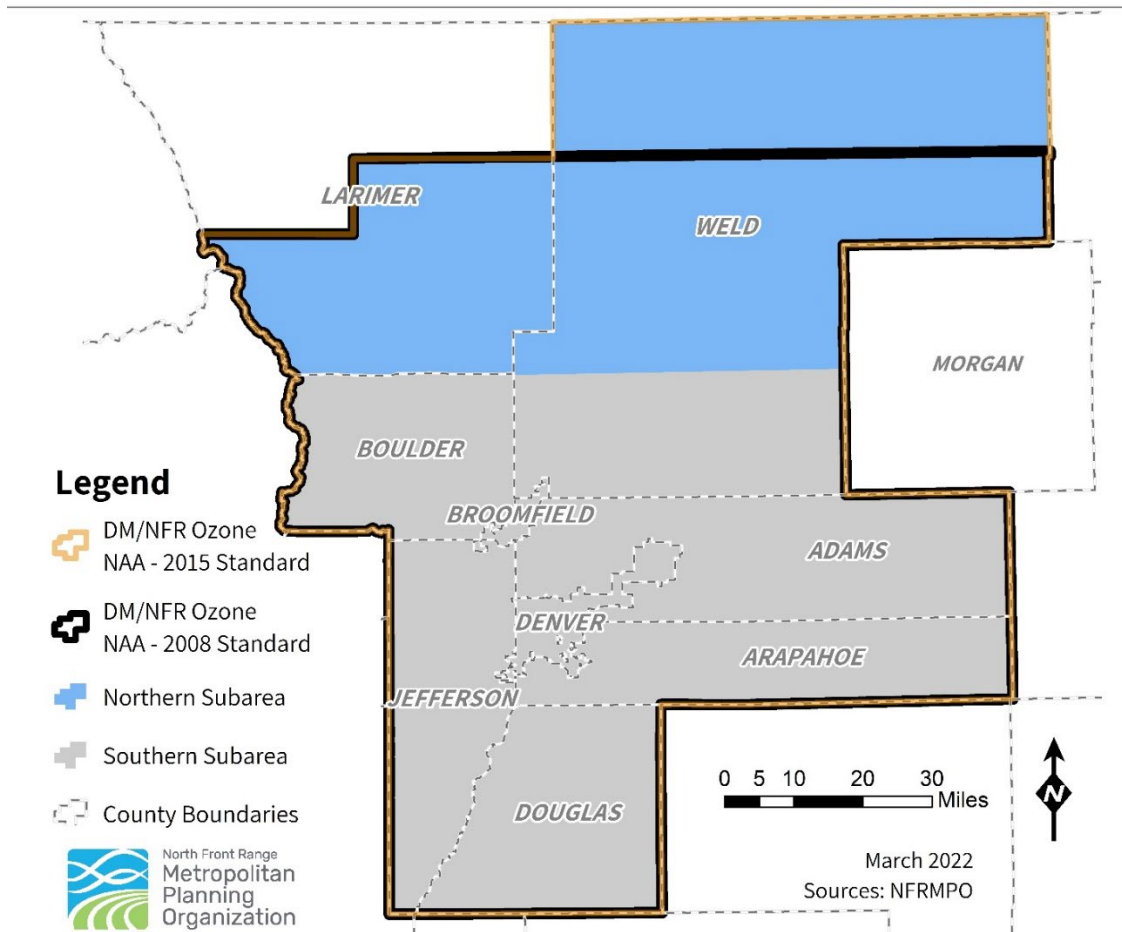 LARIMER
WELD
MORGAN
BOULDER
BROOMFIELD
ADAMS
DENVER
ARAPAHOE
JEFFERSON
DOUGLAS
Legend
DM/NFR Ozone
NAA - 2015 Standard
DM/NFR Ozone
NAA - 2008 Standard
Northern Subarea
Southern Subarea
County Boundaries
North Front Range
Metropolitan
Planning
Organization
0 5 10 20 30
Miles
N
March 2022
Sources: NFRMPO